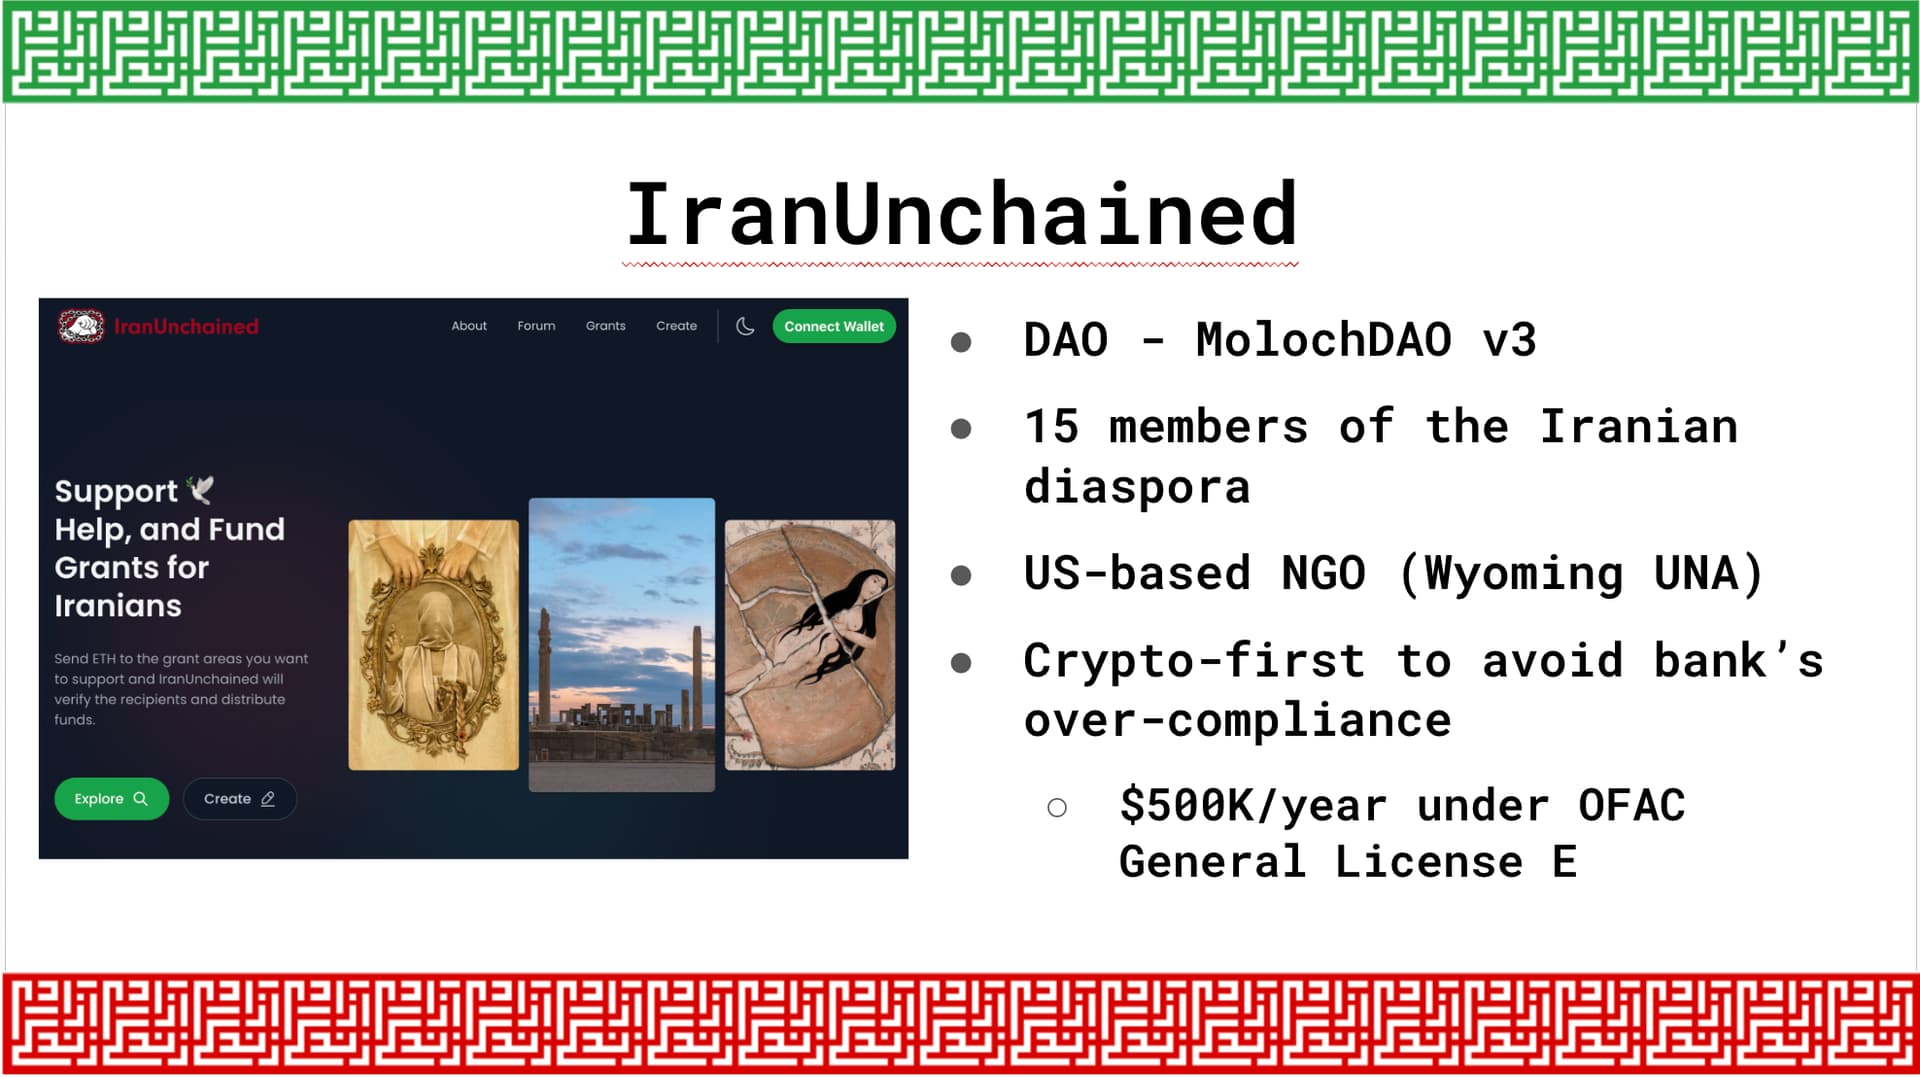 IranUnchained
IranUnchained
About
Forum
Grants
Create
Connect Wallet
Support
Help, and Fund
Grants for
Iranians
Send ETH to the grant areas you want
to support and IranUnchained will
verify the recipients and distribute
funds.
Explore
Create
DAO - MolochDAO v3
15 members of the Iranian
diaspora
US-based NGO (Wyoming UNA)
Crypto-first to avoid bank’s
over-compliance
$500K/year under OFAC
General License E